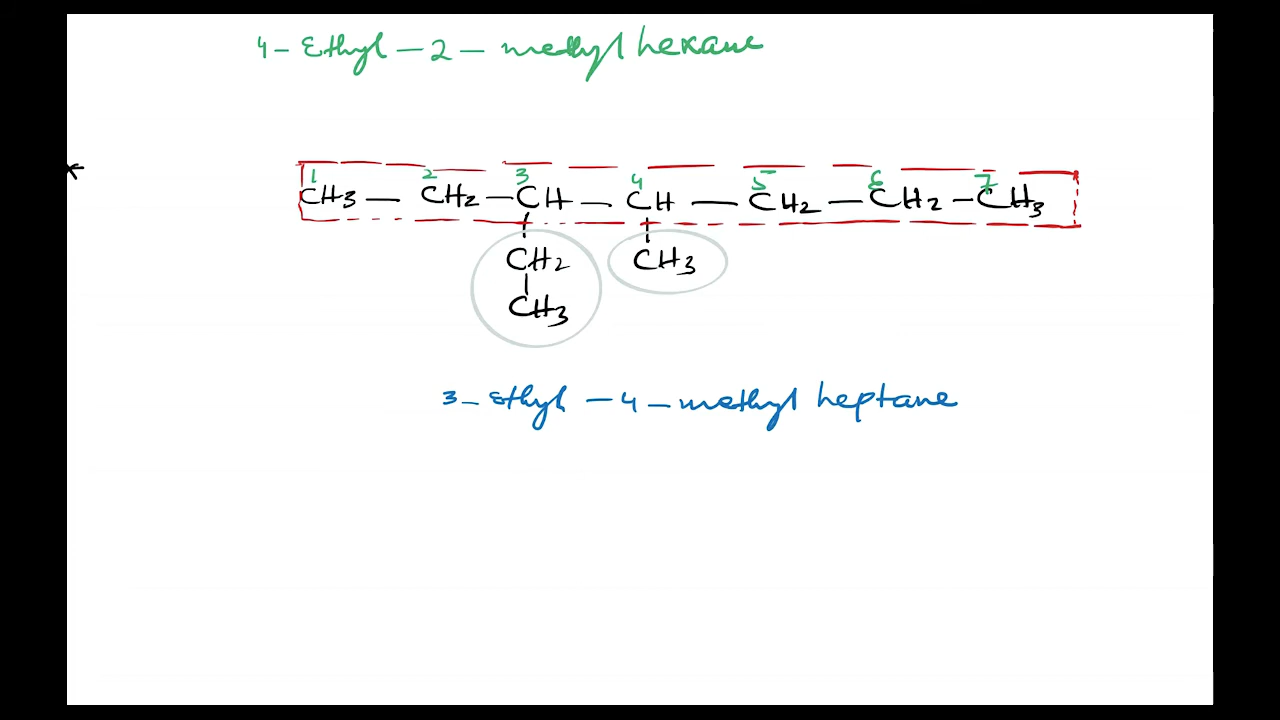 4 - Ethyl - 2 - methyl hexane
1 2 3 4 5 6 7
CH3 — CH2 — CH — CH — CH2 — CH2 — CH3
CH2 CH3
CH3
3 - Ethyl - 4 - methyl heptane